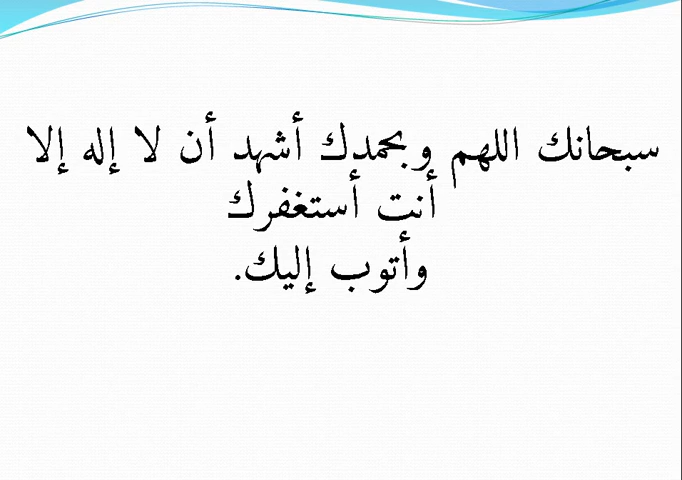 سبحانك اللهم وبحمدك أشهد أن لا إله إلا
أنت أستغفرك
وأتوب إليك.